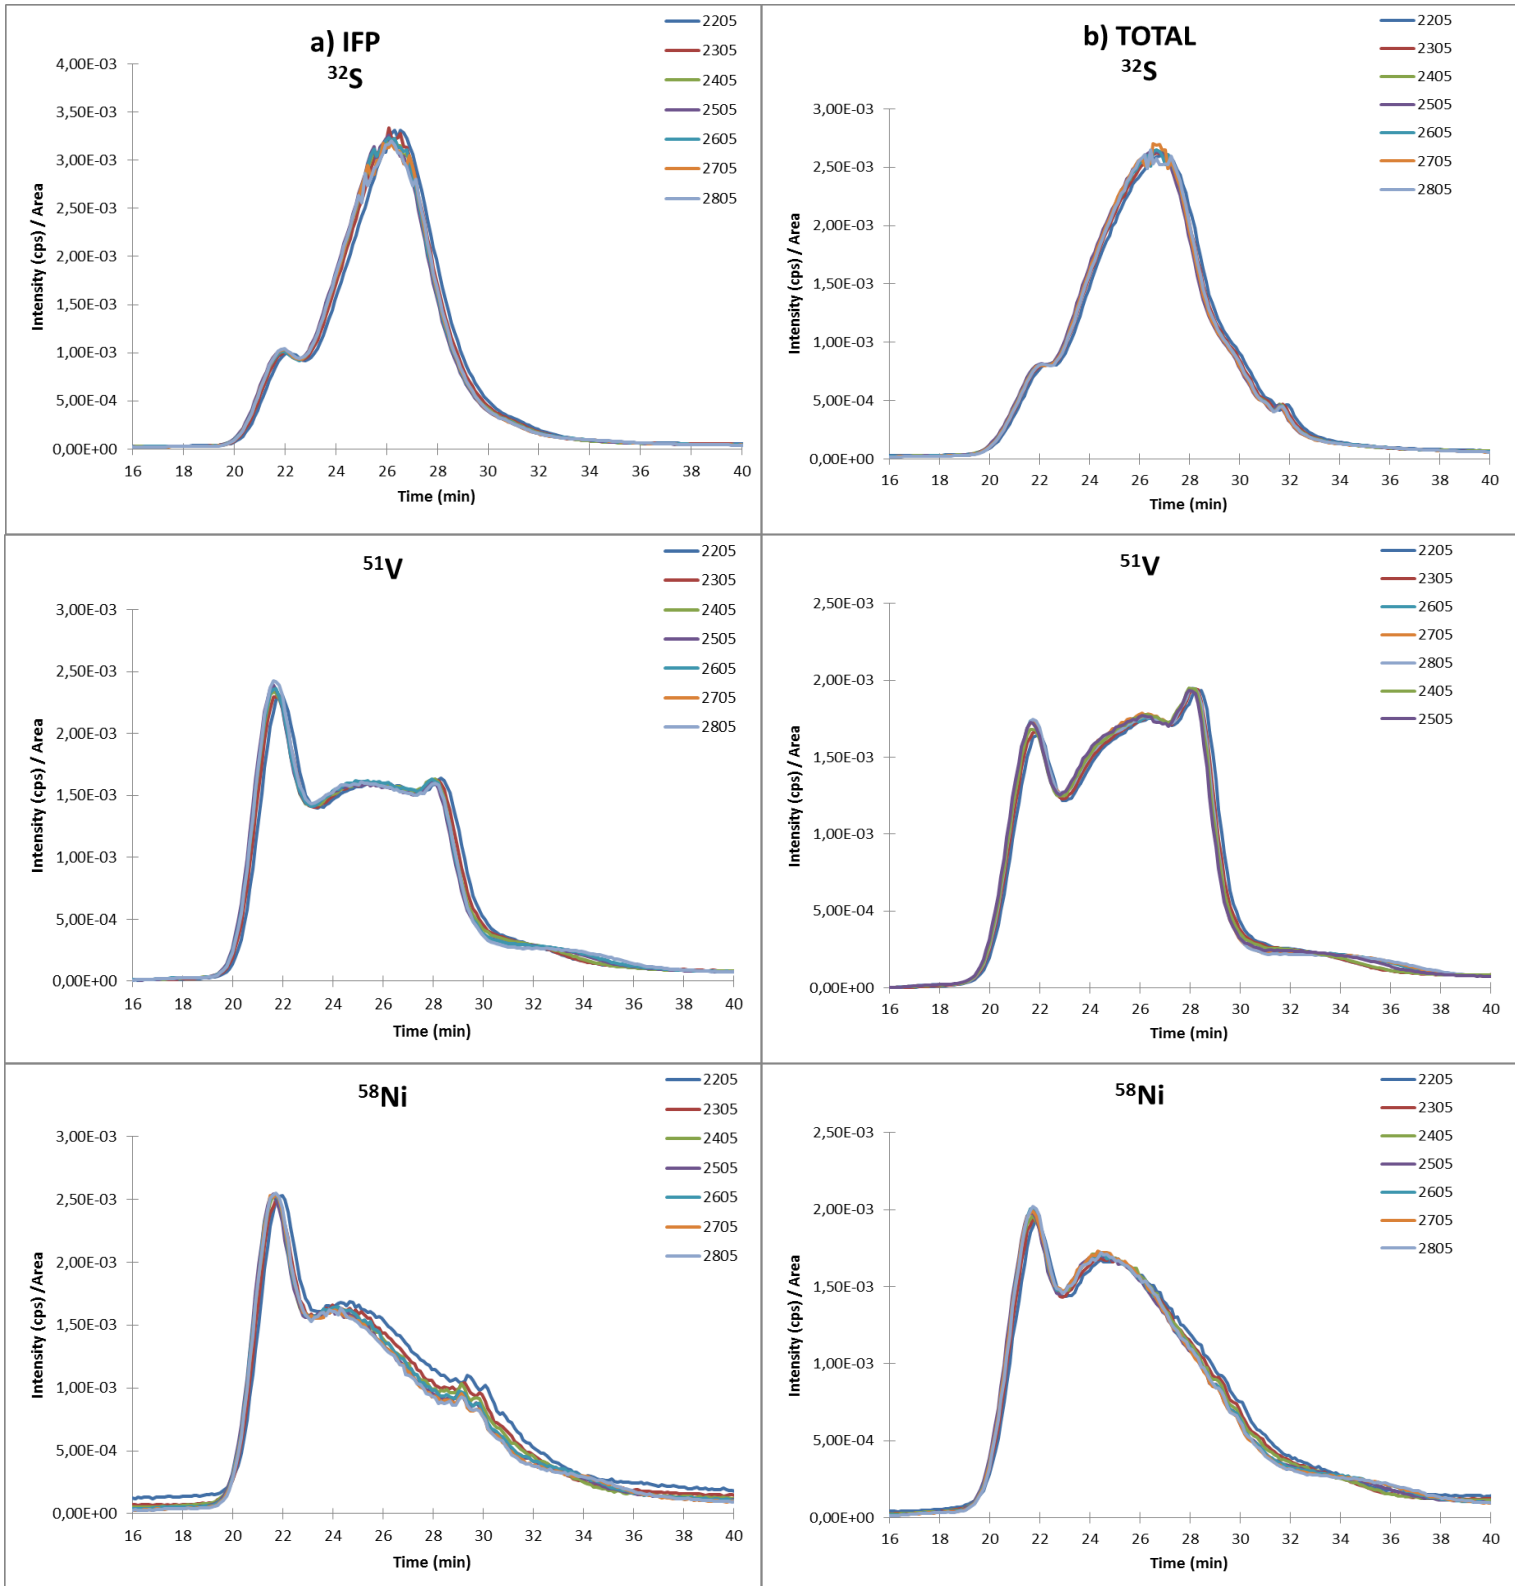 a) IFP
32S
4,00E-03
3,50E-03
3,00E-03
2,50E-03
2,00E-03
1,50E-03
1,00E-03
5,00E-04
0,00E+00
Intensity (cps) / Area
16 18 20 22 24 26 28 30 32 34 36 38 40
Time (min)
2205
2305
2405
2505
2605
2705
2805
b) TOTAL
32S
3,00E-03
2,50E-03
2,00E-03
1,50E-03
1,00E-03
5,00E-04
0,00E+00
Intensity (cps) / Area
16 18 20 22 24 26 28 30 32 34 36 38 40
Time (min)
2205
2305
2405
2505
2605
2705
2805
51V
3,00E-03
2,50E-03
2,00E-03
1,50E-03
1,00E-03
5,00E-04
0,00E+00
Intensity (cps) / Area
16 18 20 22 24 26 28 30 32 34 36 38 40
Time (min)
2205
2305
2405
2505
2605
2705
2805
51V
2,50E-03
2,00E-03
1,50E-03
1,00E-03
5,00E-04
0,00E+00
Intensity (cps) / Area
16 18 20 22 24 26 28 30 32 34 36 38 40
Time (min)
2205
2305
2605
2705
2805
2405
2505
58Ni
3,00E-03
2,50E-03
2,00E-03
1,50E-03
1,00E-03
5,00E-04
0,00E+00
Intensity (cps) /Area
16 18 20 22 24 26 28 30 32 34 36 38 40
Time (min)
2205
2305
2405
2505
2605
2705
2805
58Ni
2,50E-03
2,00E-03
1,50E-03
1,00E-03
5,00E-04
0,00E+00
Intensity (cps) / Area
16 18 20 22 24 26 28 30 32 34 36 38 40
Time (min)
2205
2305
2405
2505
2605
2705
2805